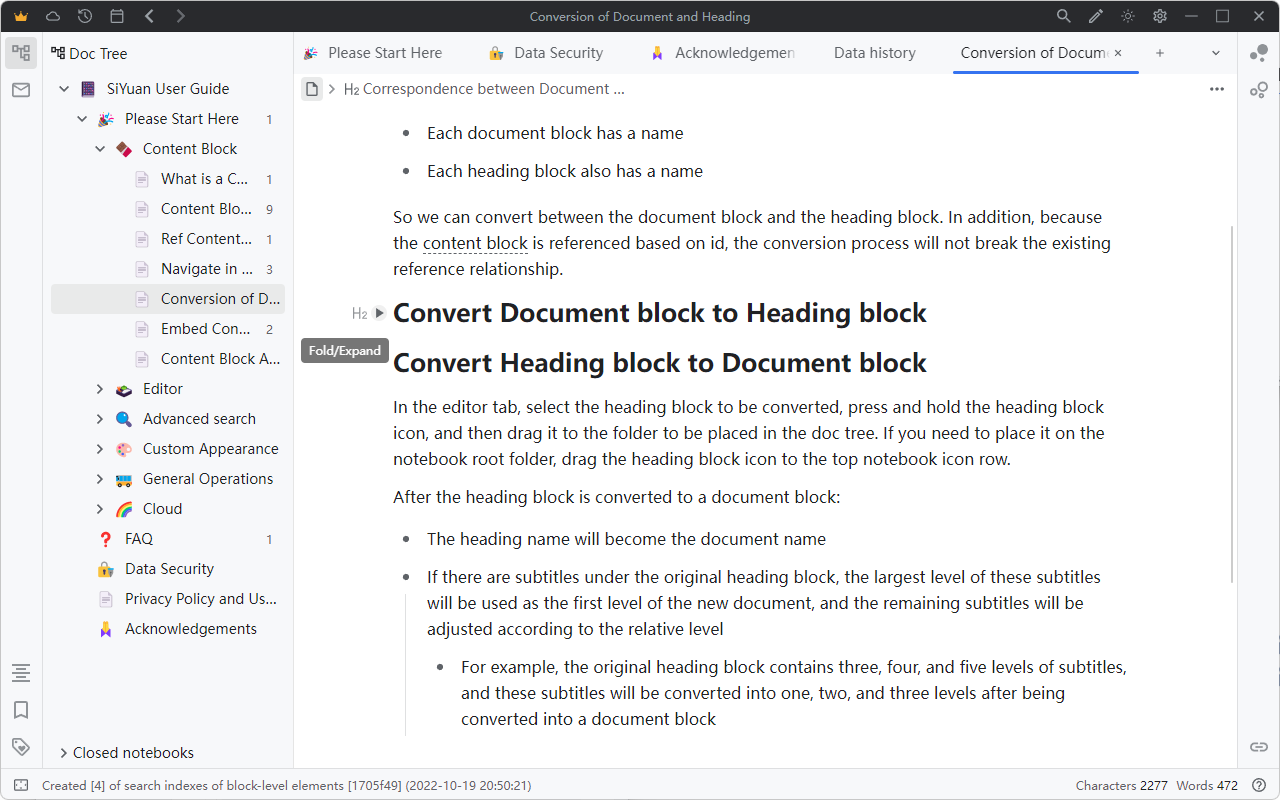 Conversion of Document and Heading
Doc Tree
Please Start Here
Data Security
Acknowledgemen
Data history
Conversion of Docum
SiYuan User Guide
Please Start Here 1
Content Block
What is a C... 1
Content Blo... 9
Ref Content... 1
Navigate in ... 3
Conversion of D...
Embed Con... 2
Content Block A...
Editor
Advanced search
Custom Appearance
General Operations
Cloud
FAQ 1
Data Security
Privacy Policy and Us...
Acknowledgements
Closed notebooks
H2 Correspondence between Document ...
Each document block has a name
Each heading block also has a name
So we can convert between the document block and the heading block. In addition, because
the content block is referenced based on id, the conversion process will not break the existing
reference relationship.
H2 Convert Document block to Heading block
Fold/Expand
Convert Heading block to Document block
In the editor tab, select the heading block to be converted, press and hold the heading block
icon, and then drag it to the folder to be placed in the doc tree. If you need to place it on the
notebook root folder, drag the heading block icon to the top notebook icon row.
After the heading block is converted to a document block:
The heading name will become the document name
If there are subtitles under the original heading block, the largest level of these subtitles
will be used as the first level of the new document, and the remaining subtitles will be
adjusted according to the relative level
For example, the original heading block contains three, four, and five levels of subtitles,
and these subtitles will be converted into one, two, and three levels after being
converted into a document block
Created [4] of search indexes of block-level elements [1705f49] (2022-10-19 20:50:21)
Characters 2277 Words 472